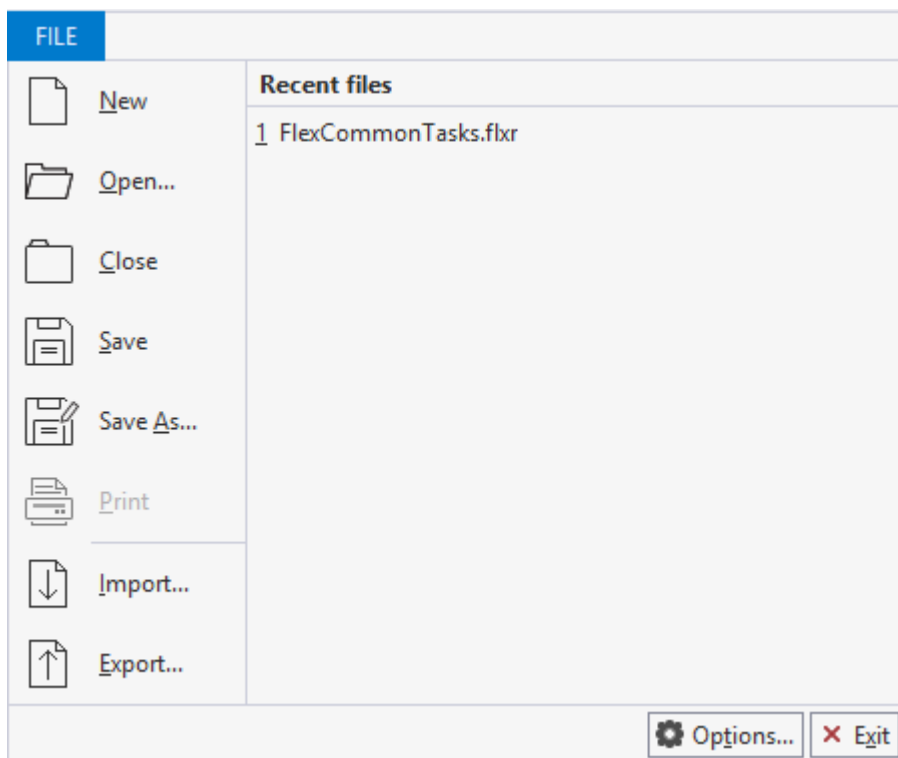 FILE
New
Open...
Close
Save
Save As...
Print
Import...
Export...
Recent files
1 FlexCommonTasks.flxr
Options...
Exit